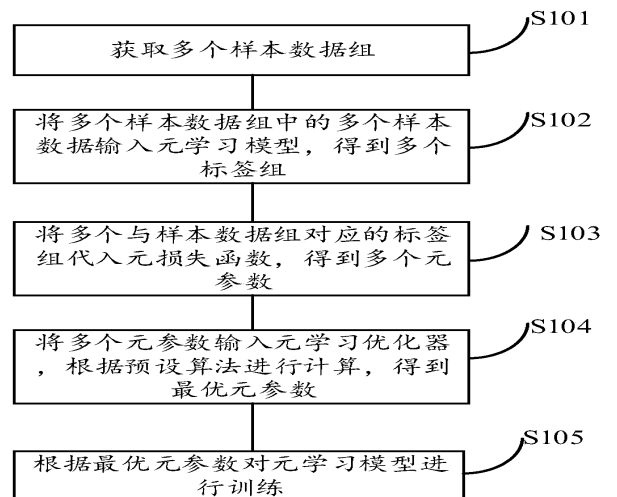 S101
获取多个样本数据组
S102
将多个样本数据组中的多个样本
数据输入元学习模型，得到多个
标签组
S103
将多个与样本数据组对应的标签
组代入元损失函数，得到多个元
参数
S104
将多个元参数输入元学习优化器
，根据预设算法进行计算，得到
最优元参数
S105
根据最优元参数对元学习模型进
行训练